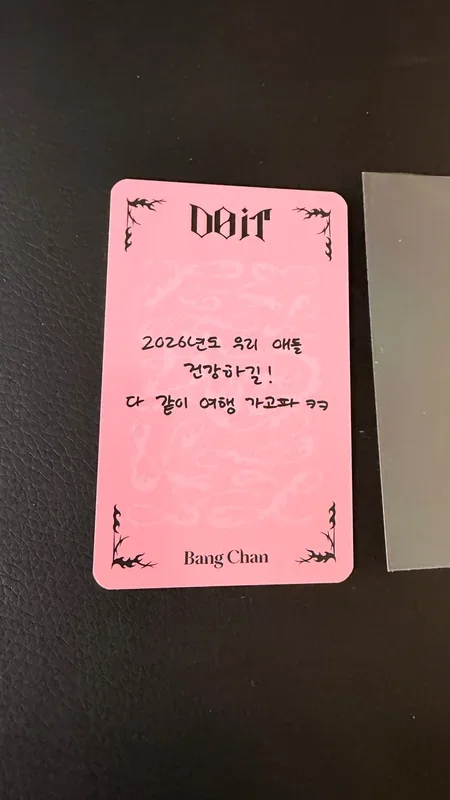 DO IT
2026년도 우리 애들
건강하길!
다 같이 여행 가고파 ㅋㅋ
Bang Chan